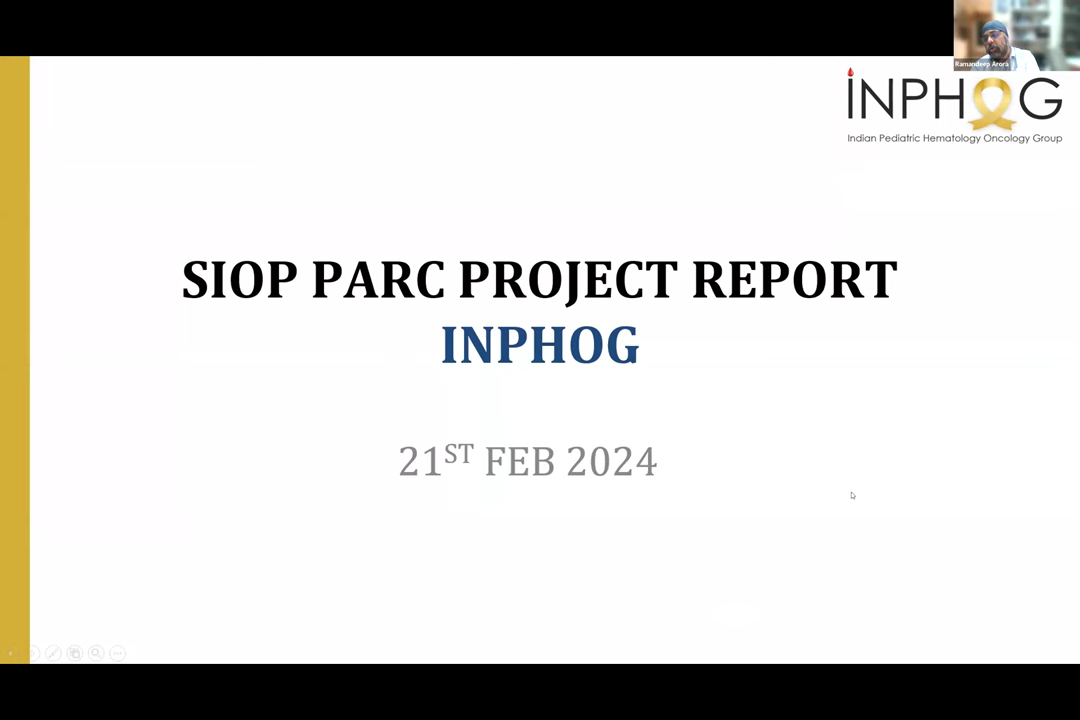 Ramandeep Arora
INPHOG
Indian Pediatric Hematology Oncology Group
SIOP PARC PROJECT REPORT
INPHOG
21ST FEB 2024